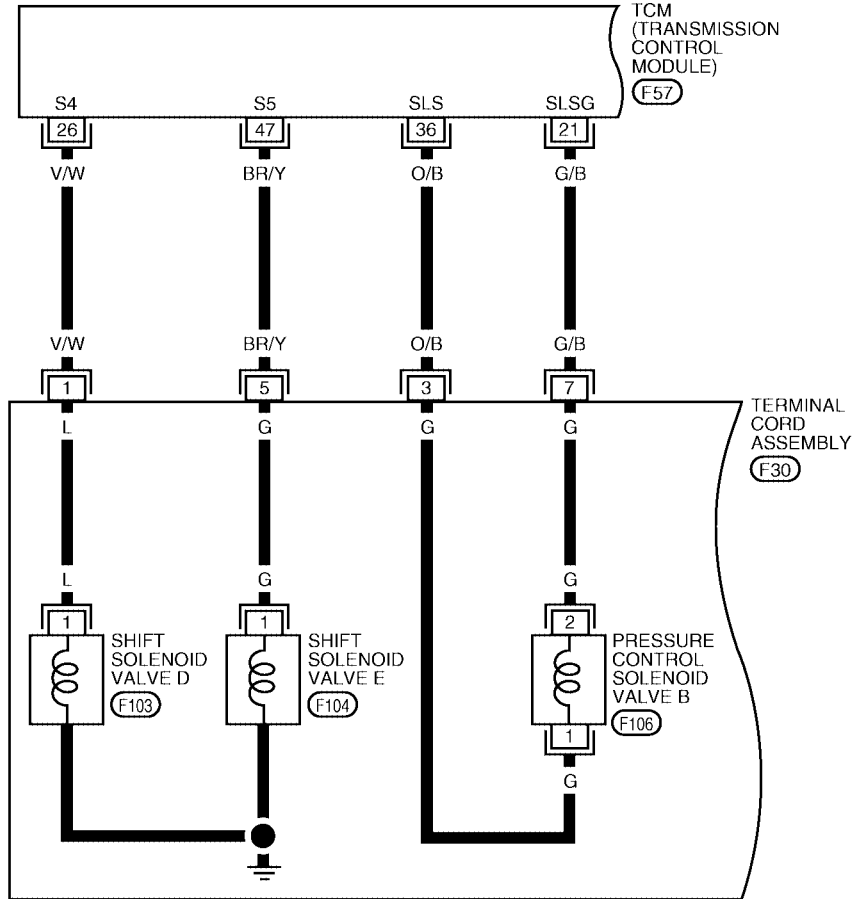 TCM
(TRANSMISSION
CONTROL
MODULE)
F57
S4 S5 SLS SLSG
26 47 36 21
V/W BR/Y O/B G/B
V/W BR/Y O/B G/B
1 5 3 7
TERMINAL
CORD
ASSEMBLY
F30
L G G G
L G G
1 1 2
SHIFT
SOLENOID
VALVE D
F103
SHIFT
SOLENOID
VALVE E
F104
PRESSURE
CONTROL
SOLENOID
VALVE B
F106
1
G